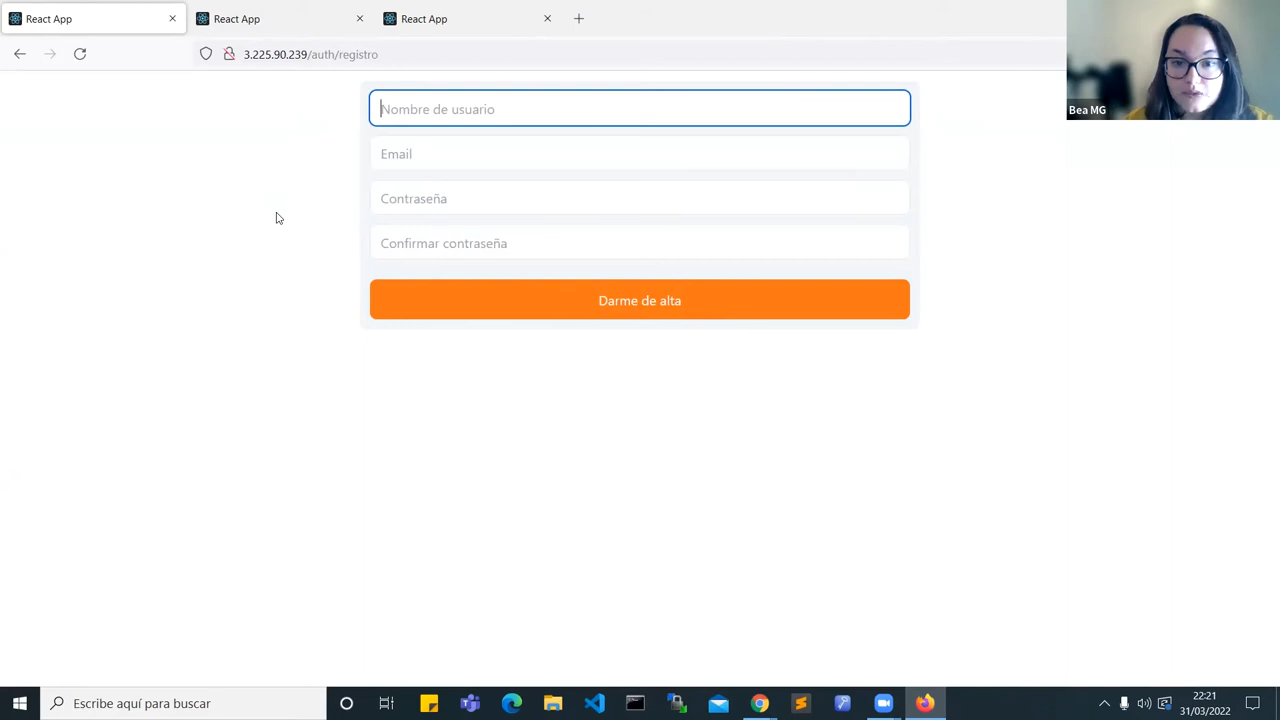 React App
React App
React App
3.225.90.239/auth/registro
Bea MG
Nombre de usuario
Email
Contraseña
Confirmar contraseña
Darme de alta
Escribe aquí para buscar
22:21
31/03/2022